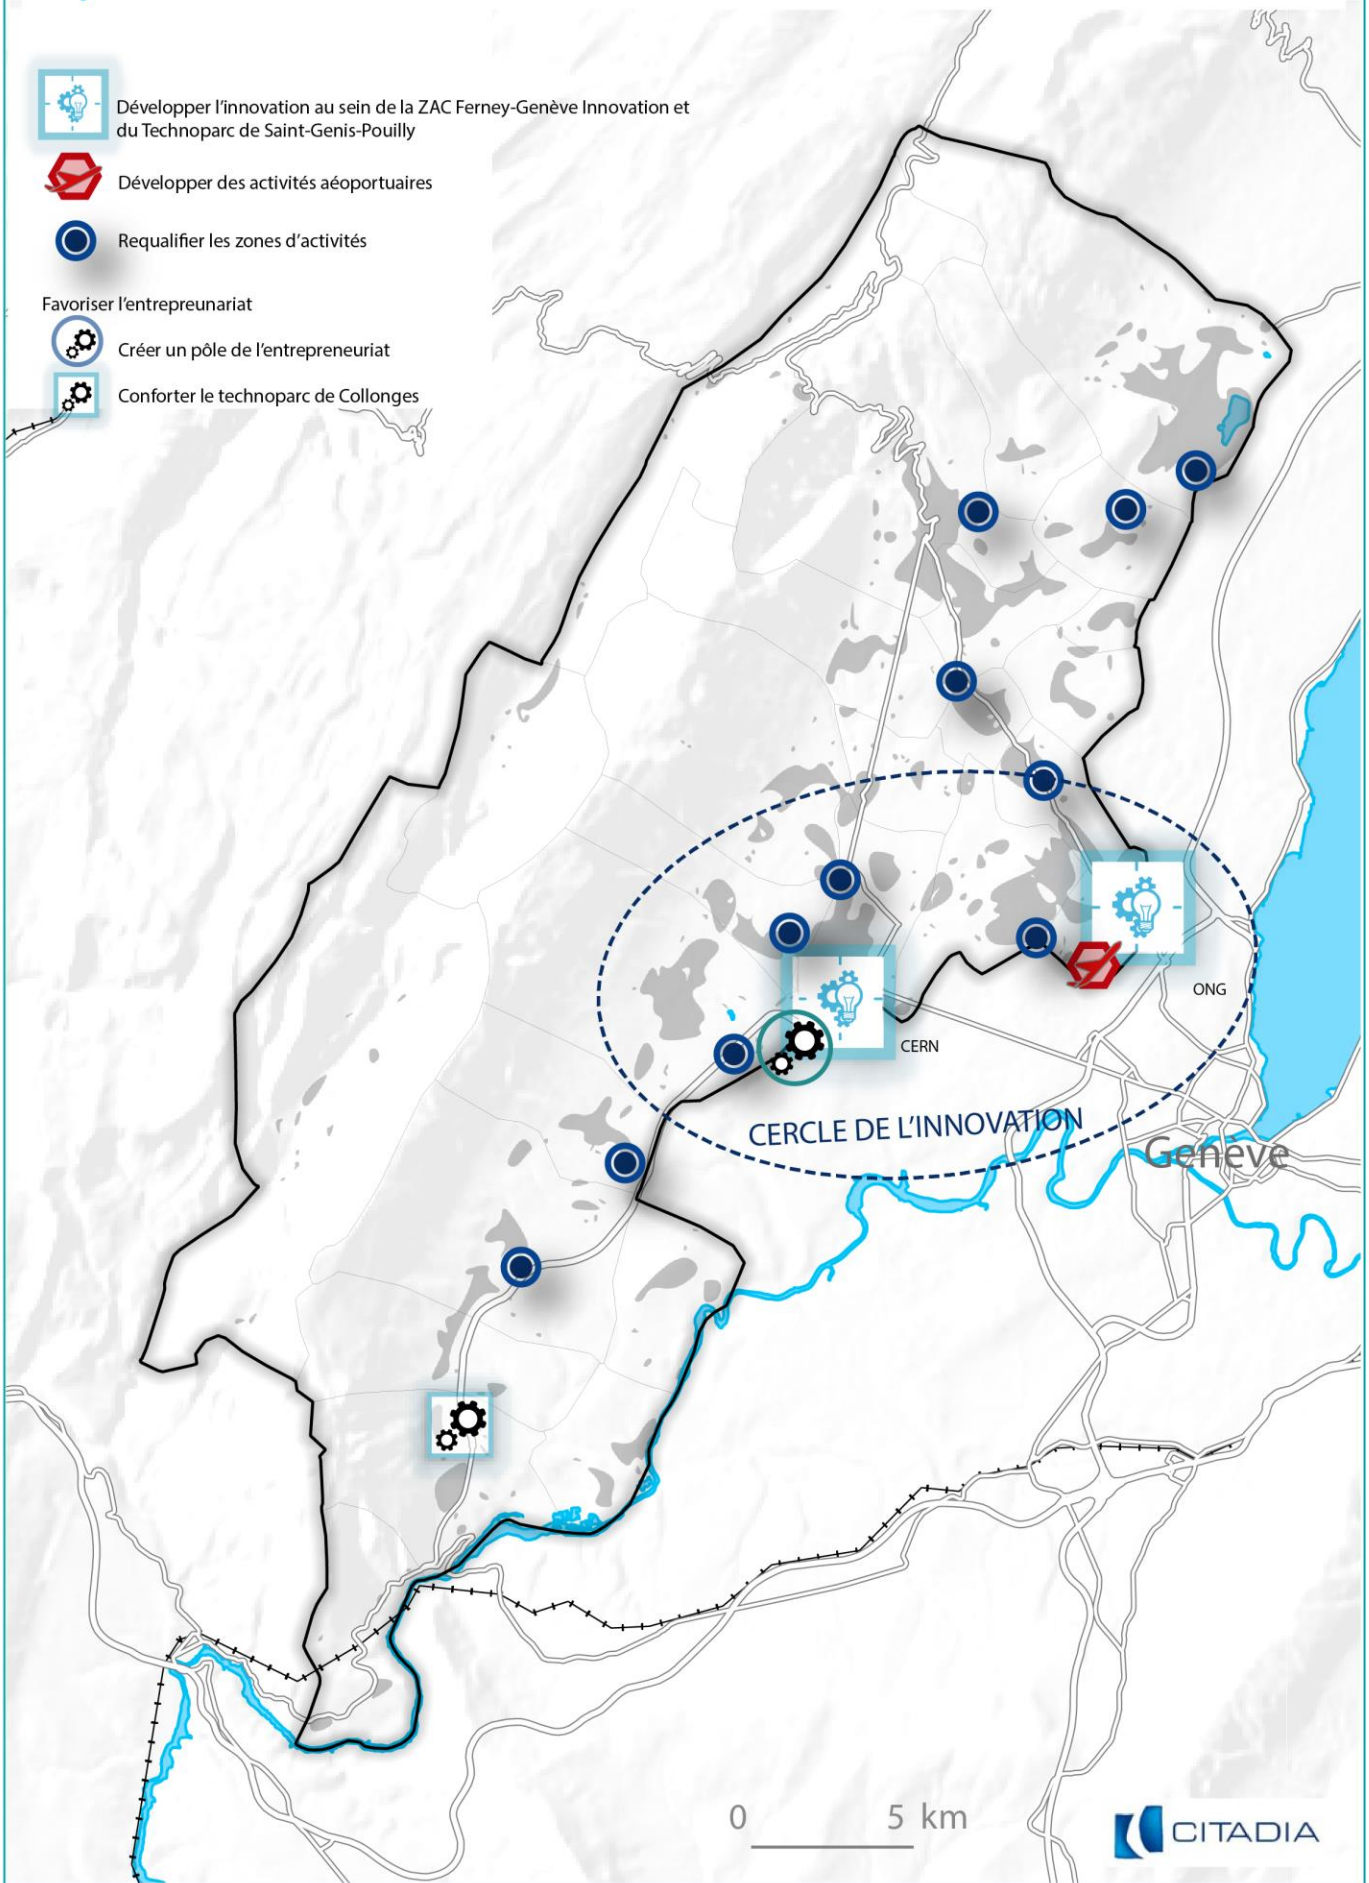 Développer l'innovation au sein de la ZAC Ferney-Genève Innovation et
du Technoparc de Saint-Genis-Pouilly
Développer des activités aéoportuaires
Requalifier les zones d'activités
Favoriser l'entrepreunariat
Créer un pôle de l'entrepreneuriat
Conforter le technoparc de Collonges
ONG
CERN
CERCLE DE L'INNOVATION
Genève
0 5 km
CITADIA